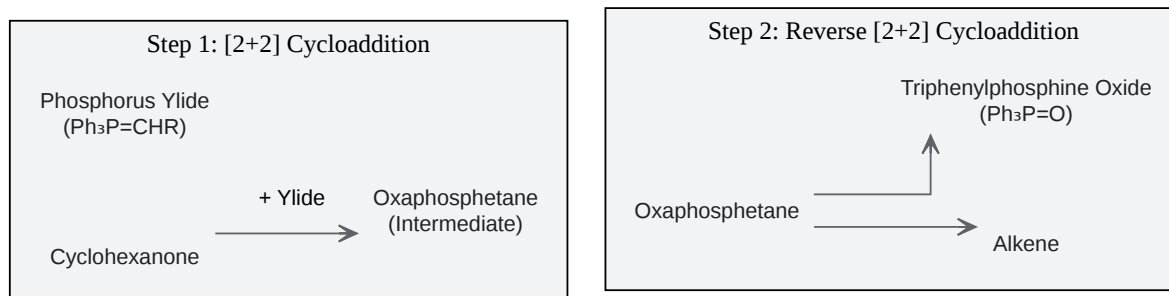 Step 1: [2+2] Cycloaddition
Phosphorus Ylide
(Ph₃P=CHR)
+ Ylide
Oxaphosphetane
(Intermediate)
Cyclohexanone
Step 2: Reverse [2+2] Cycloaddition
Triphenylphosphine Oxide
(Ph₃P=O)
Oxaphosphetane
Alkene